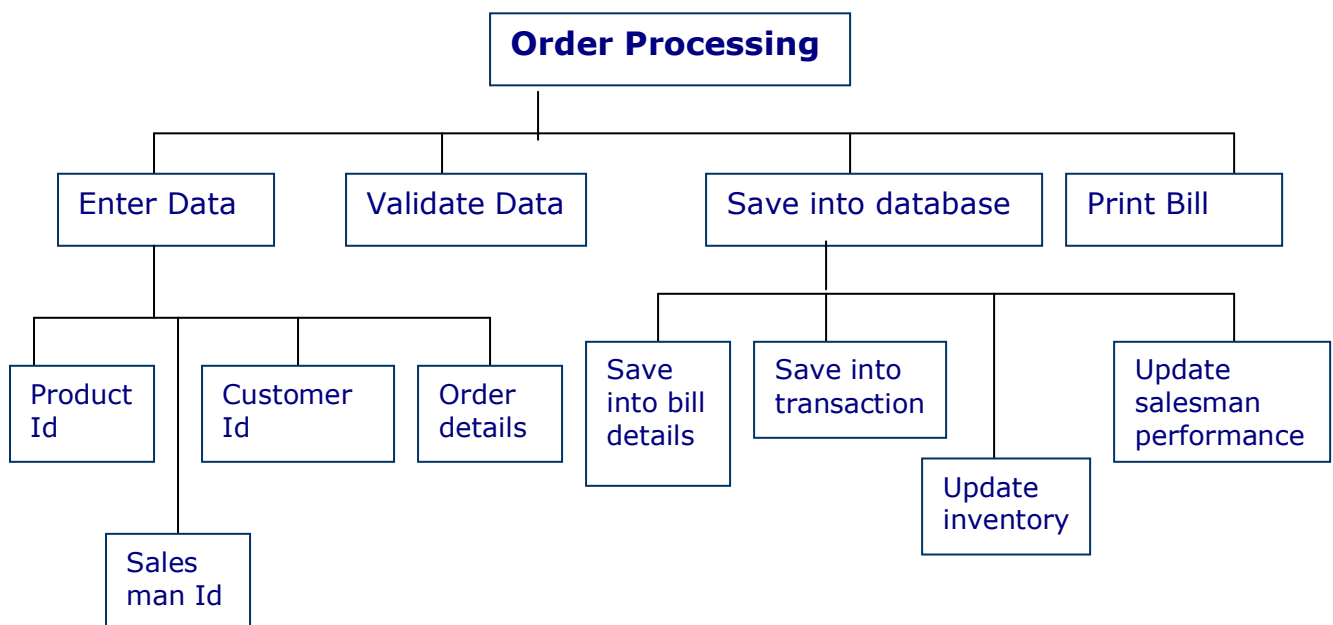 Order Processing
Enter Data
Validate Data
Save into database
Print Bill
Product
Id
Sales
man Id
Customer
Id
Order
details
Save
into bill
details
Save into
transaction
Update
inventory
Update
salesman
performance